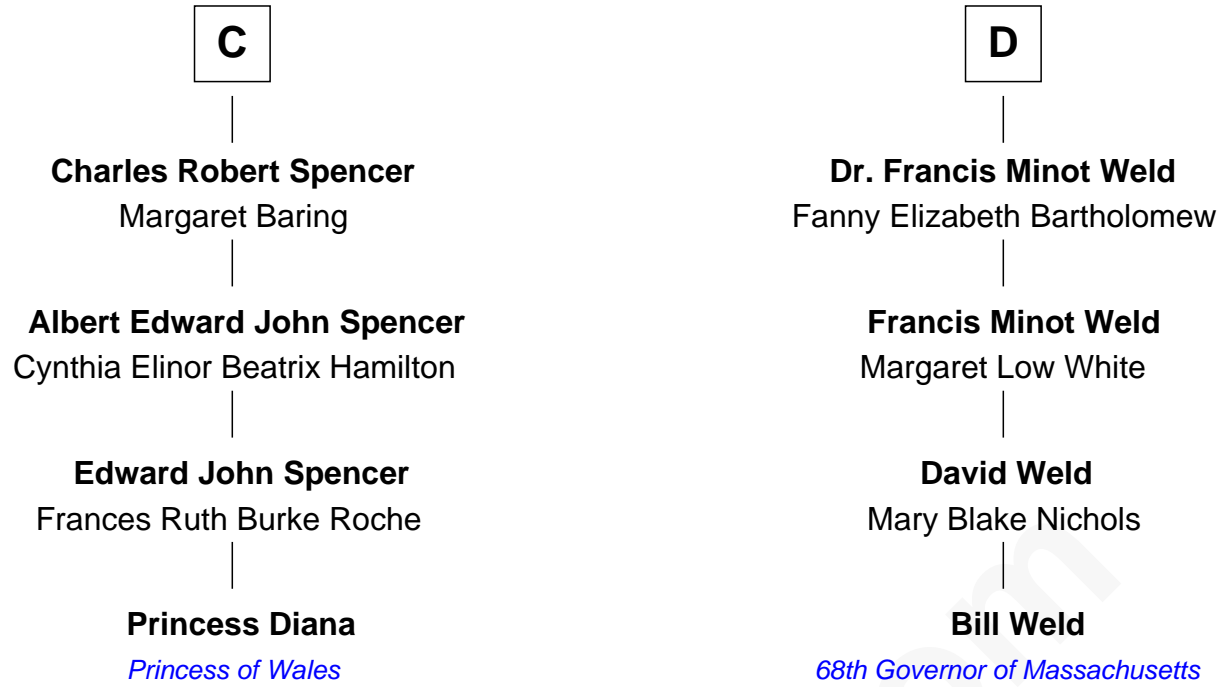 C
D
Charles Robert Spencer
Margaret Baring
Dr. Francis Minot Weld
Fanny Elizabeth Bartholomew
Albert Edward John Spencer
Cynthia Elinor Beatrix Hamilton
Francis Minot Weld
Margaret Low White
Edward John Spencer
Frances Ruth Burke Roche
David Weld
Mary Blake Nichols
Princess Diana
Princess of Wales
Bill Weld
68th Governor of Massachusetts